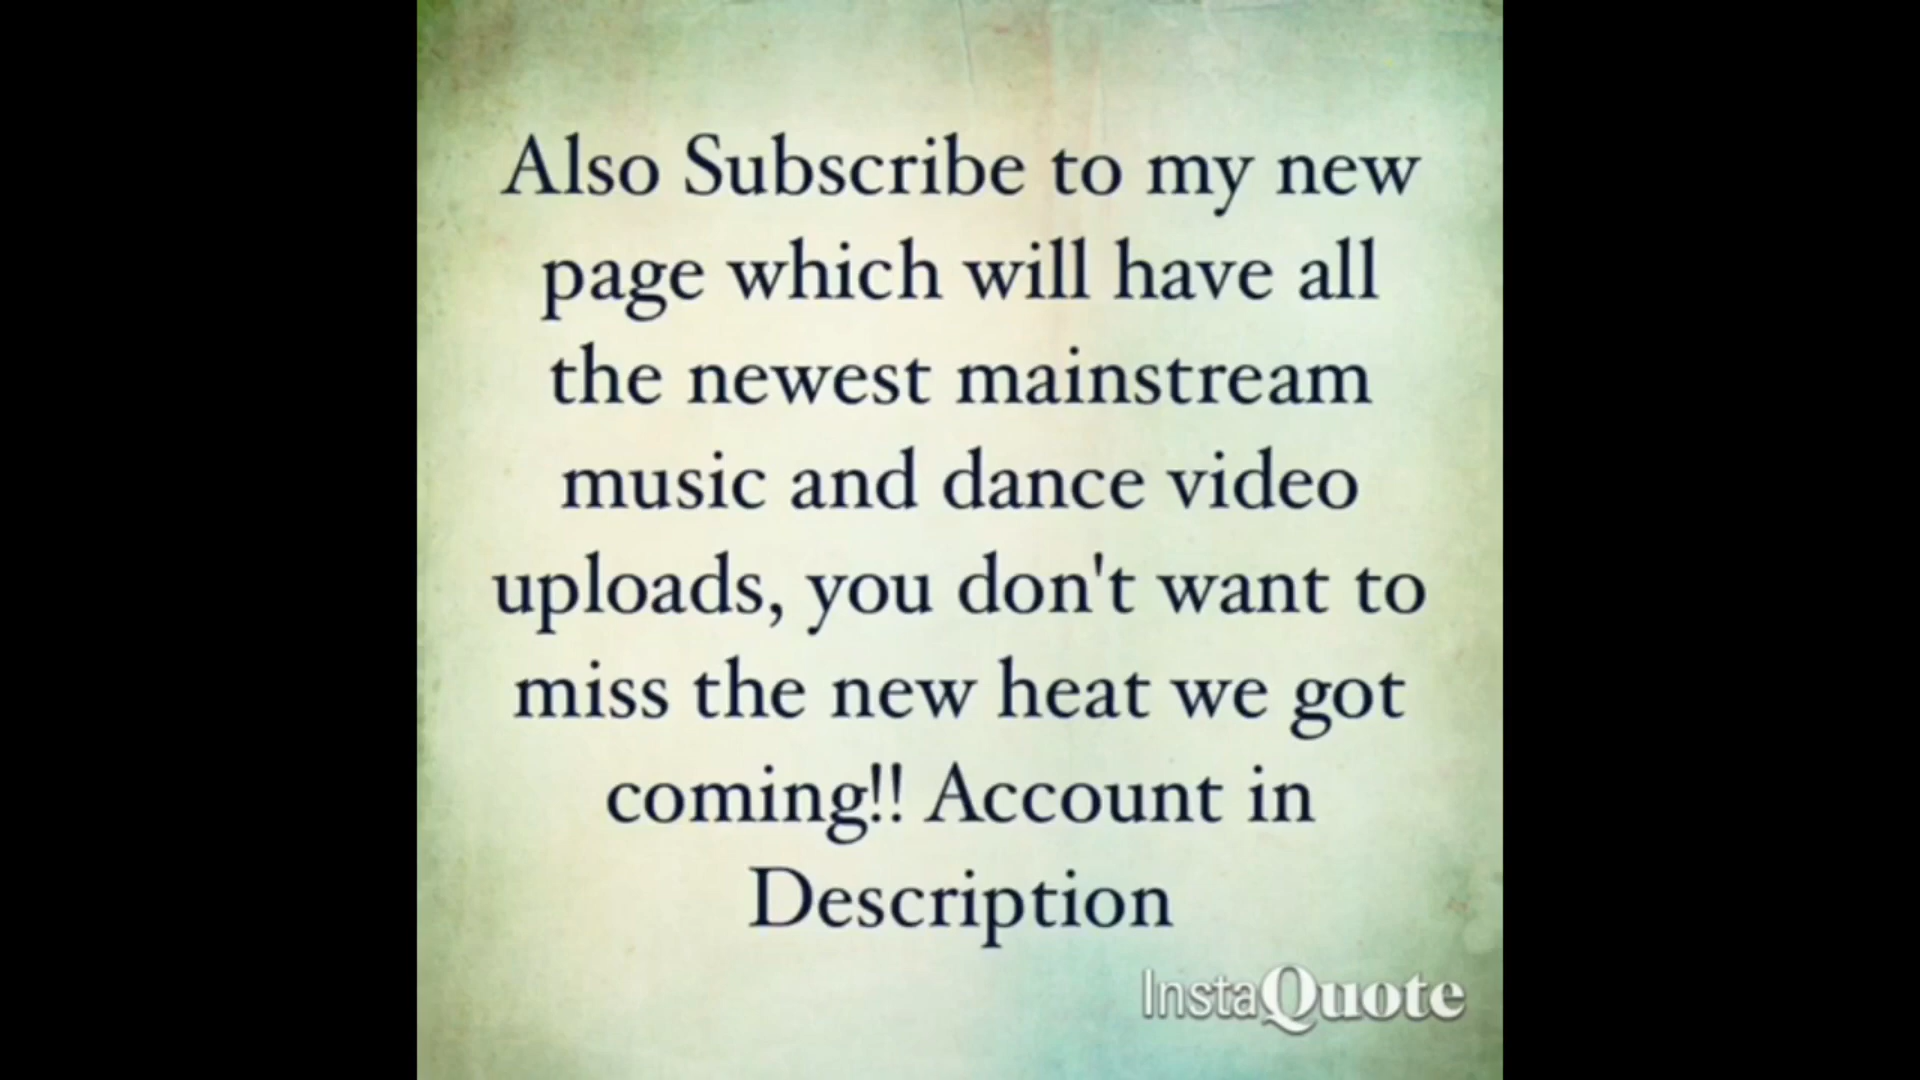 Also Subscribe to my new
page which will have all
the newest mainstream
music and dance video
uploads, you don't want to
miss the new heat we got
coming!! Account in
Description
InstaQuote